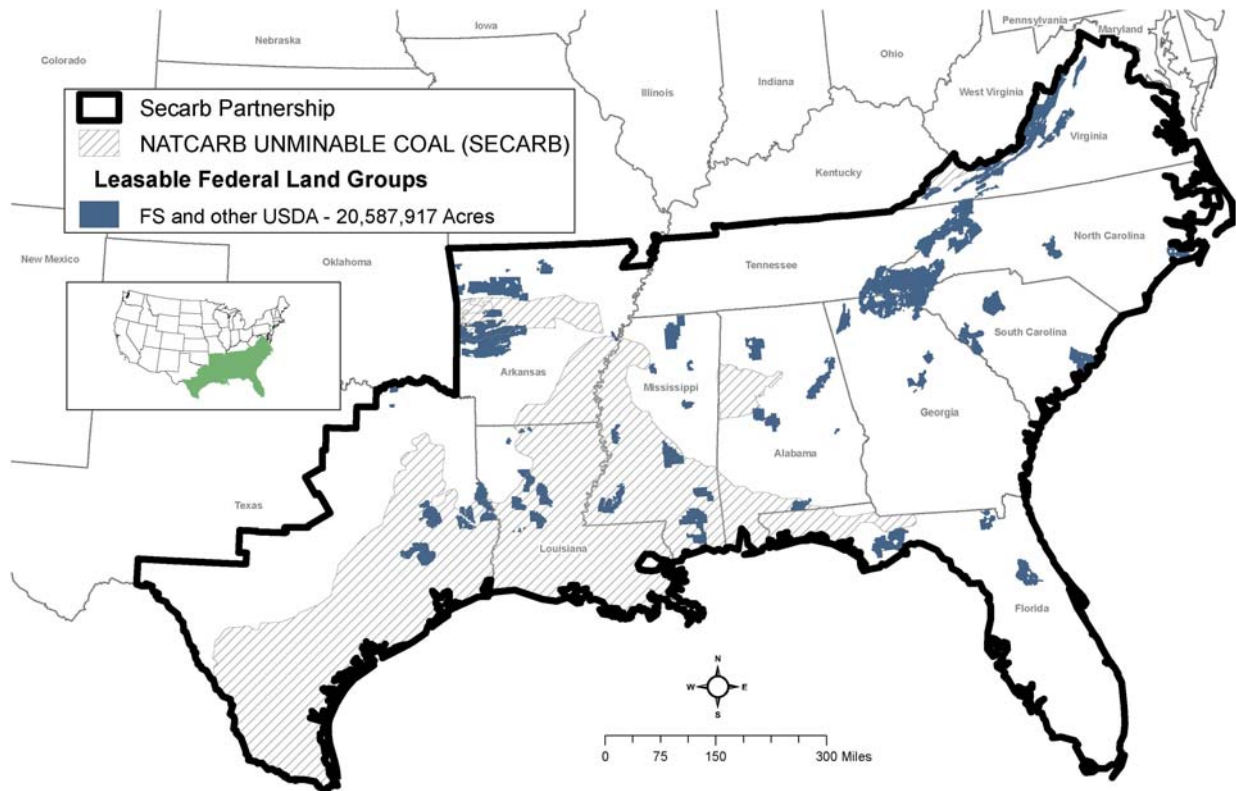 Pennsylvania
Maryland
Iowa
Nebraska
Colorado
Ohio
Indiana
Illinois
West Virginia
Virginia
Kentucky
Secarb Partnership
NATCARB UNMINABLE COAL (SECARB)
Leasable Federal Land Groups
FS and other USDA - 20,587,917 Acres
New Mexico
Oklahoma
Tennessee
North Carolina
South Carolina
Arkansas
Mississippi
Georgia
Alabama
Texas
Louisiana
Florida
N
W E
S
0 75 150 300 Miles